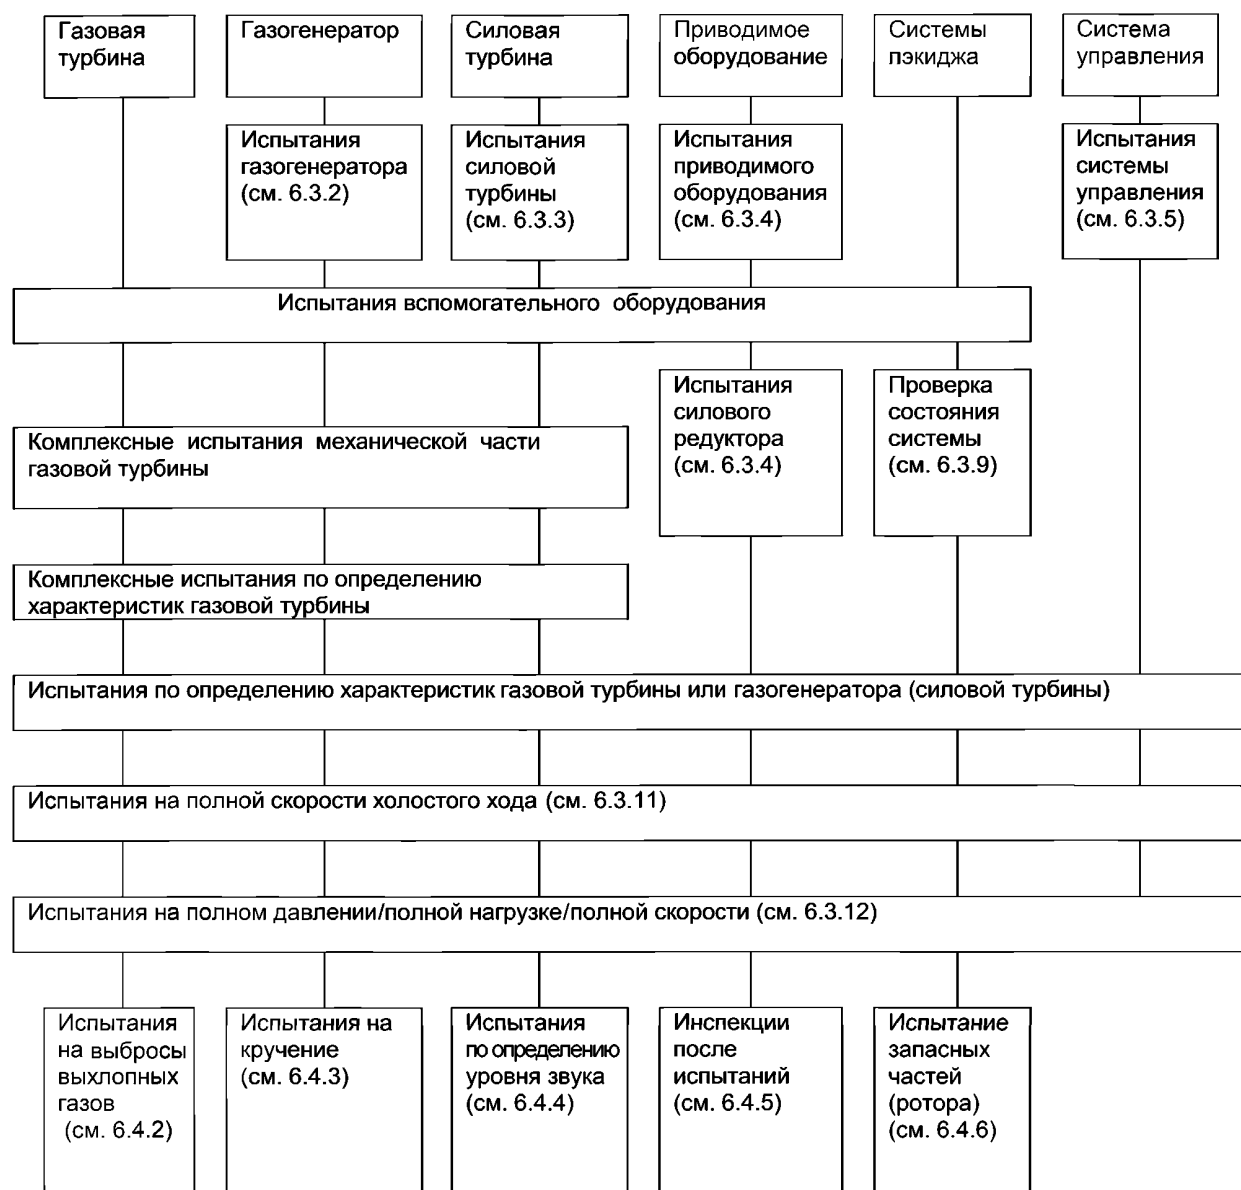 Газовая
турбина
Газогенератор
Силовая
турбина
Приводимое
оборудование
Системы
пэкиджа
Система
управления
Испытания
газогенератора
(см. 6.3.2)
Испытания
силовой
турбины
(см. 6.3.3)
Испытания
приводимого
оборудования
(см. 6.3.4)
Испытания
системы
управления
(см. 6.3.5)
Испытания вспомогательного оборудования
Испытания
силового
редуктора
(см. 6.3.4)
Проверка
состояния
системы
(см. 6.3.9)
Комплексные испытания механической части
газовой турбины
Комплексные испытания по определению
характеристик газовой турбины
Испытания по определению характеристик газовой турбины или газогенератора (силовой турбины)
Испытания на полной скорости холостого хода (см. 6.3.11)
Испытания на полном давлении/полной нагрузке/полной скорости (см. 6.3.12)
Испытания
на выбросы
выхлопных
газов
(см. 6.4.2)
Испытания на
кручение
(см. 6.4.3)
Испытания
по определению
уровня звука
(см. 6.4.4)
Инспекции
после
испытаний
(см. 6.4.5)
Испытание
запасных
частей
(ротора)
(см. 6.4.6)